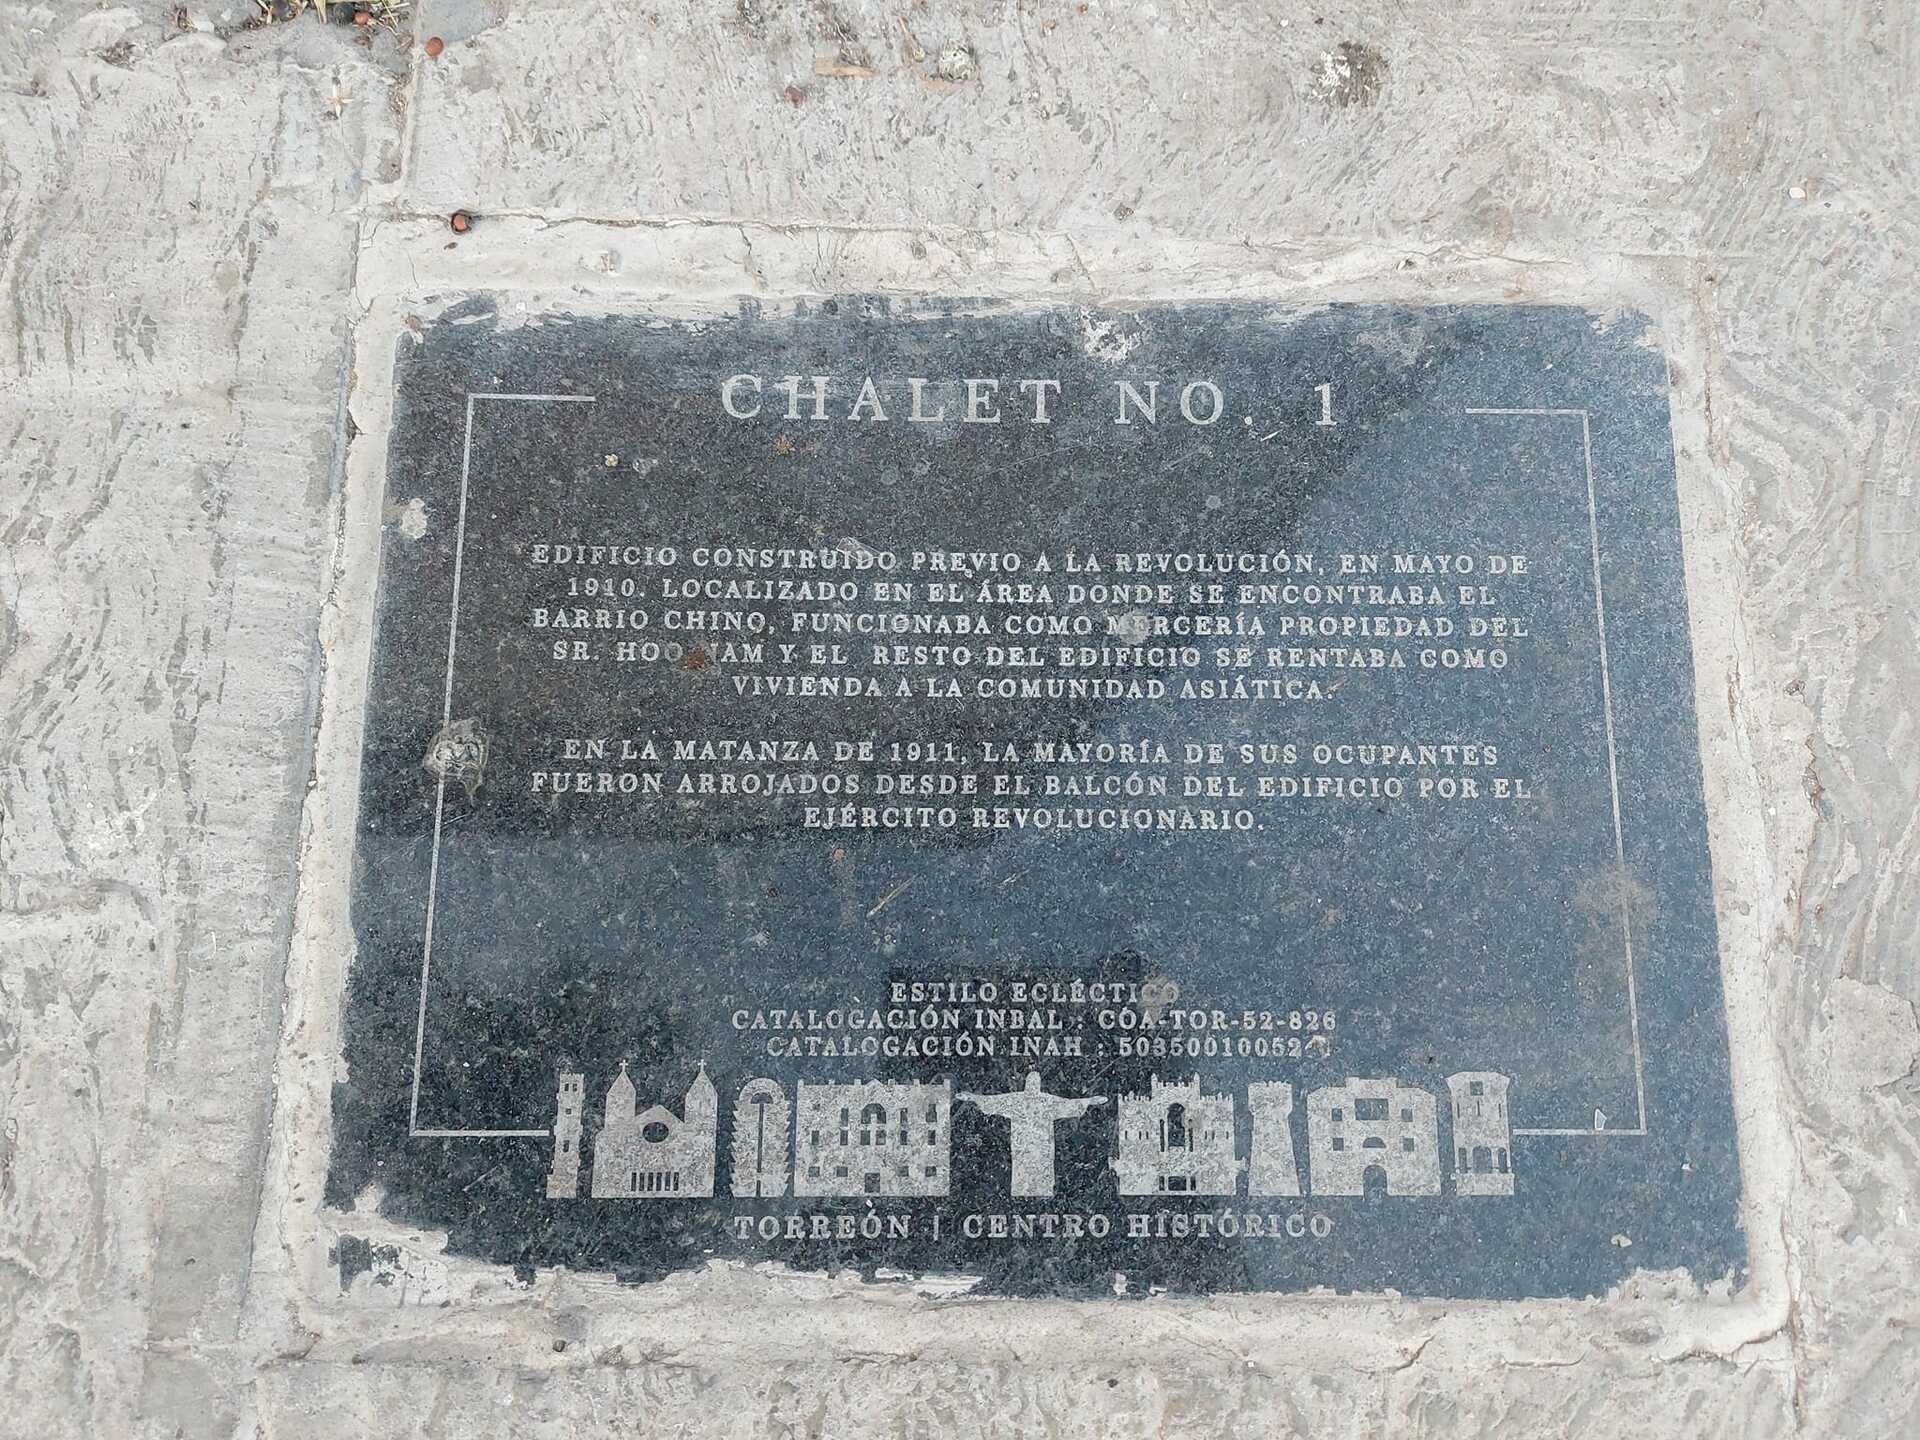 CHALET NO. 1
EDIFICIO CONSTRUIDO PREVIO A LA REVOLUCIÓN, EN MAYO DE
1910. LOCALIZADO EN EL ÁREA DONDE SE ENCONTRABA EL
BARRIO CHINO, FUNCIONABA COMO MERCERÍA PROPIEDAD DEL
SR. HOO NAM Y EL RESTO DEL EDIFICIO SE RENTABA COMO
VIVIENDA A LA COMUNIDAD ASIÁTICA.
EN LA MATANZA DE 1911, LA MAYORÍA DE SUS OCUPANTES
FUERON ARROJADOS DESDE EL BALCÓN DEL EDIFICIO POR EL
EJÉRCITO REVOLUCIONARIO.
ESTILO ECLÉCTICO
CATALOGACIÓN INBAL : COA-TOR-52-826
CATALOGACIÓN INAH :
TORREÓN | CENTRO HISTÓRICO